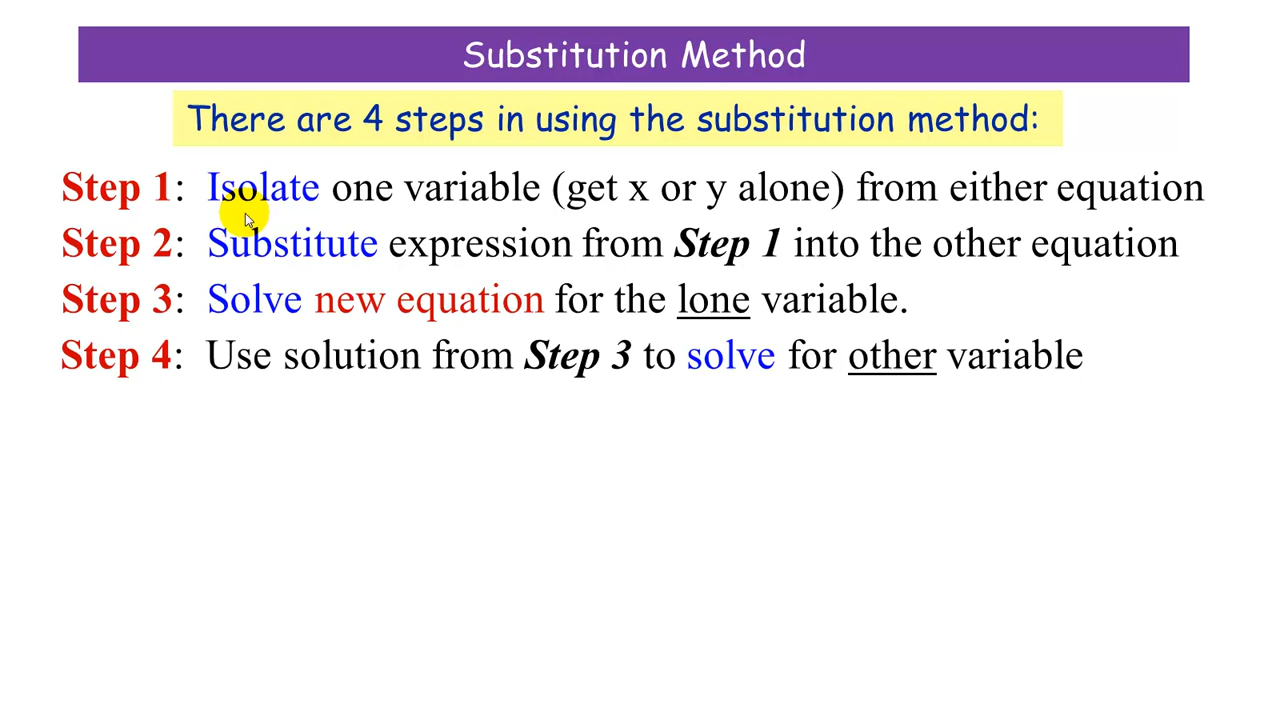 Substitution Method
There are 4 steps in using the substitution method:
Step 1: Isolate one variable (get x or y alone) from either equation
Step 2: Substitute expression from Step 1 into the other equation
Step 3: Solve new equation for the lone variable.
Step 4: Use solution from Step 3 to solve for other variable